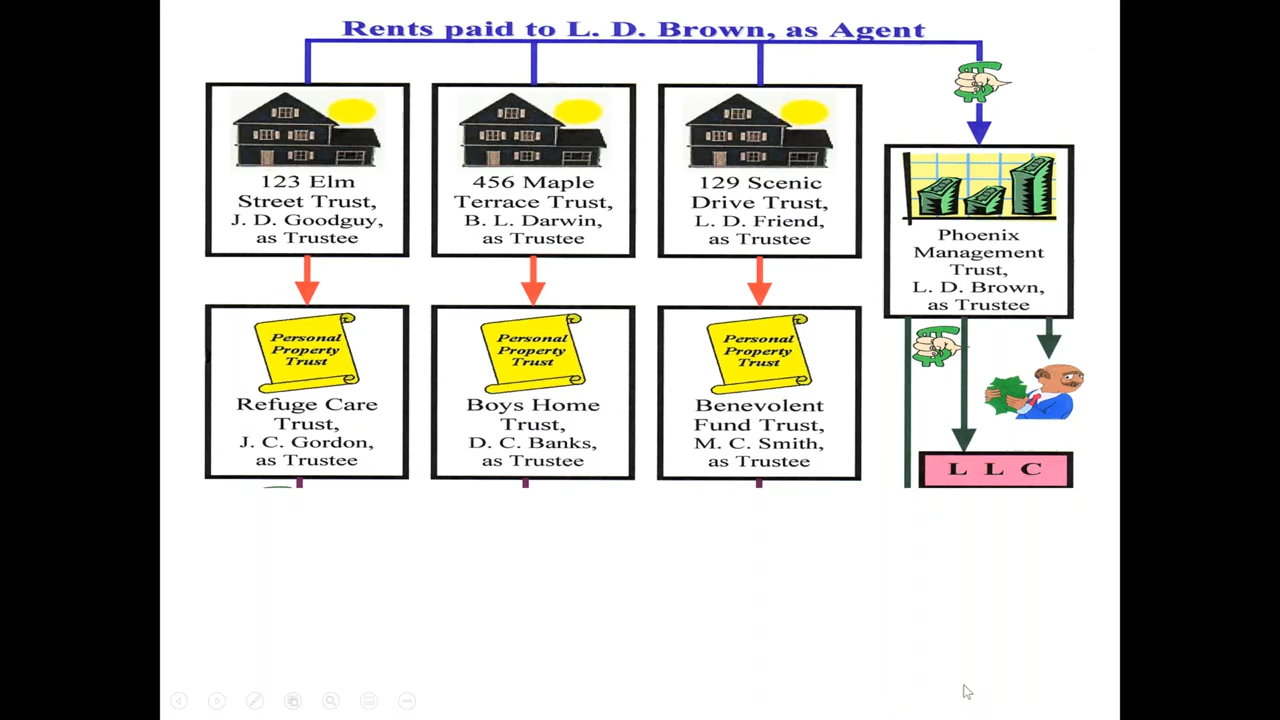 Rents paid to L. D. Brown, as Agent
123 Elm
Street Trust,
J. D. Goodguy,
as Trustee
456 Maple
Terrace Trust,
B. L. Darwin,
as Trustee
129 Scenic
Drive Trust,
L. D. Friend,
as Trustee
Phoenix
Management
Trust,
L. D. Brown,
as Trustee
Personal
Property
Trust
Refuge Care
Trust,
J. C. Gordon,
as Trustee
Personal
Property
Trust
Boys Home
Trust,
D. C. Banks,
as Trustee
Personal
Property
Trust
Benevolent
Fund Trust,
M. C. Smith,
as Trustee
L L C